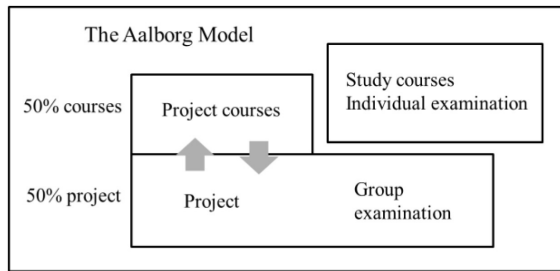 The Aalborg Model
50% courses
Project courses
Study courses
Individual examination
50% project
Project
Group
examination